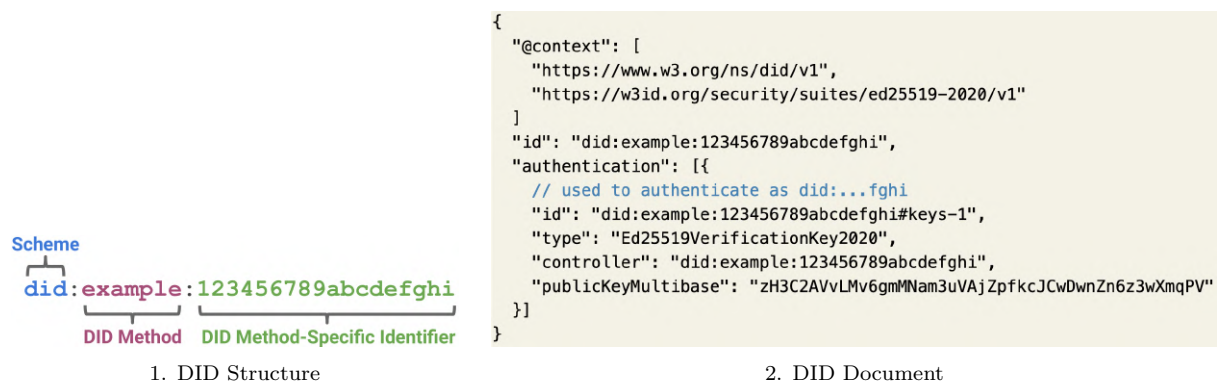 Scheme
did:example:123456789abcdefghi
DID Method DID Method-Specific Identifier
1. DID Structure
{
"@context": [
"https://www.w3.org/ns/did/v1",
"https://w3id.org/security/suites/ed25519-2020/v1"
]
"id": "did:example:123456789abcdefghi",
"authentication": [{
// used to authenticate as did:...fghi
"id": "did:example:123456789abcdefghi#keys-1",
"type": "Ed25519VerificationKey2020",
"controller": "did:example:123456789abcdefghi",
"publicKeyMultibase": "zH3C2AVvLMv6gmMNam3uVAjZpfkcJCwDwnZn6z3wXmqPV"
}]
}
2. DID Document